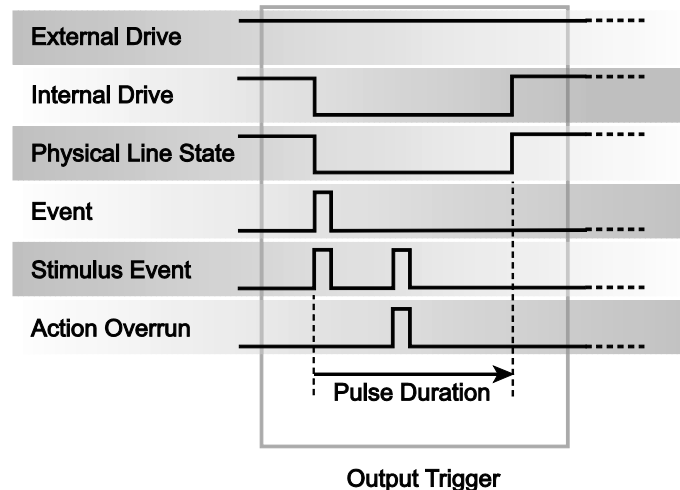 External Drive
Internal Drive
Physical Line State
Event
Stimulus Event
Action Overrun
Pulse Duration
Output Trigger